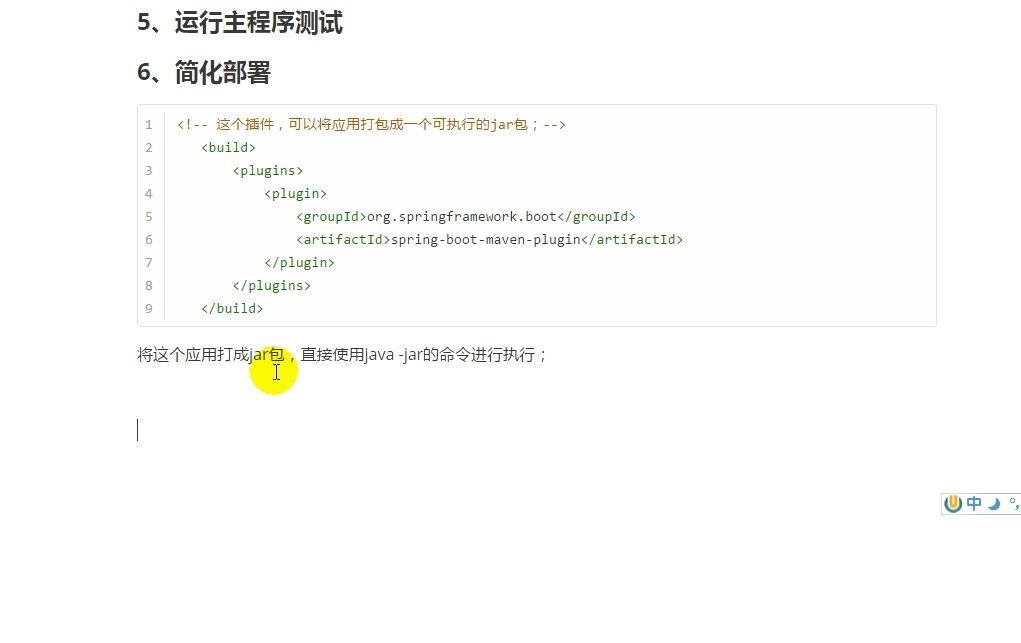 5、运行主程序测试
6、简化部署
1 <!-- 这个插件，可以将应用打包成一个可执行的jar包；-->
2 <build>
3 <plugins>
4 <plugin>
5 <groupId>org.springframework.boot</groupId>
6 <artifactId>spring-boot-maven-plugin</artifactId>
7 </plugin>
8 </plugins>
9 </build>
将这个应用打成jar包，直接使用java -jar的命令进行执行；
中